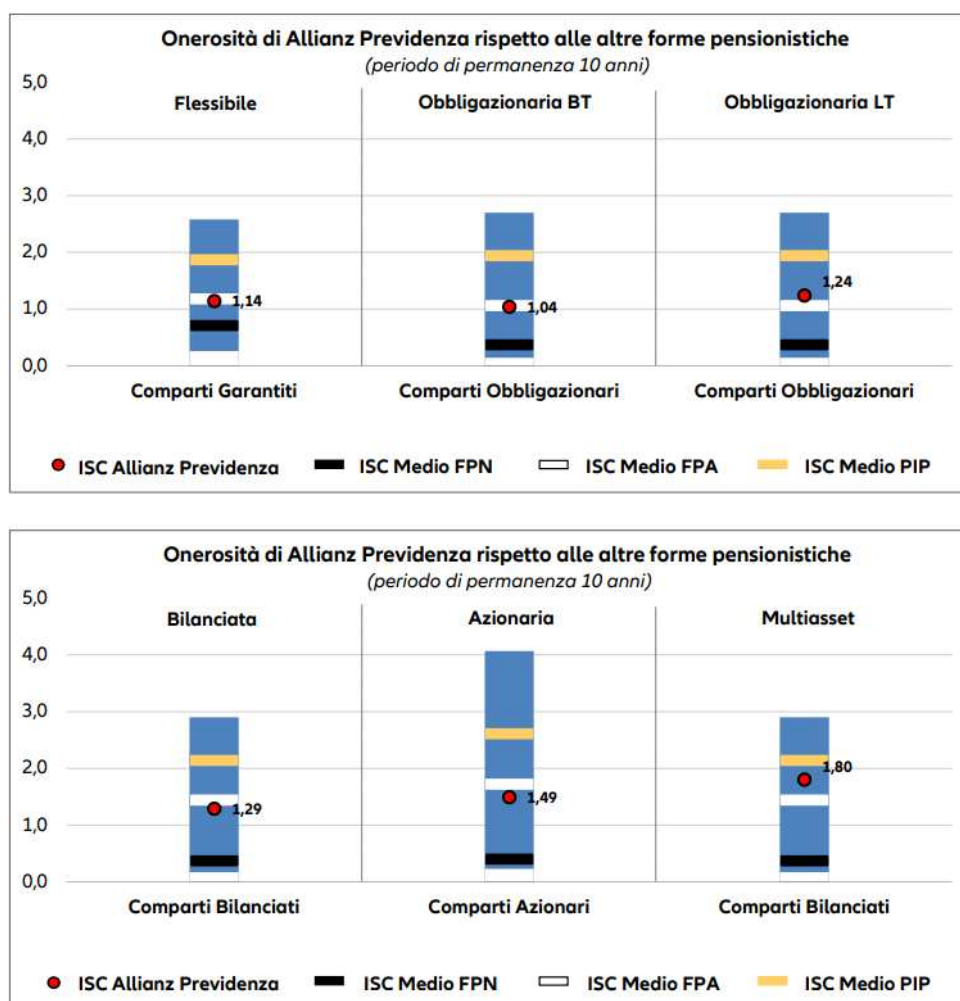 Onerosità di Allianz Previdenza rispetto alle altre forme pensionistiche
(periodo di permanenza 10 anni)
5,0
Flessibile
Obbligazionaria BT
Obbligazionaria LT
4,0
3,0
2,0
1,24
1,14
1,04
1,0
0,0
Comparti Garantiti
Comparti Obbligazionari
Comparti Obbligazionari
ISC Allianz Previdenza
ISC Medio FPN
ISC Medio FPA
ISC Medio PIP
Onerosità di Allianz Previdenza rispetto alle altre forme pensionistiche
(periodo di permanenza 10 anni)
5,0
Bilanciata
Azionaria
Multiasset
4,0
3,0
2,0
1,80
1,49
1,29
1,0
0,0
Comparti Bilanciati
Comparti Azionari
Comparti Bilanciati
ISC Allianz Previdenza
ISC Medio FPN
ISC Medio FPA
ISC Medio PIP